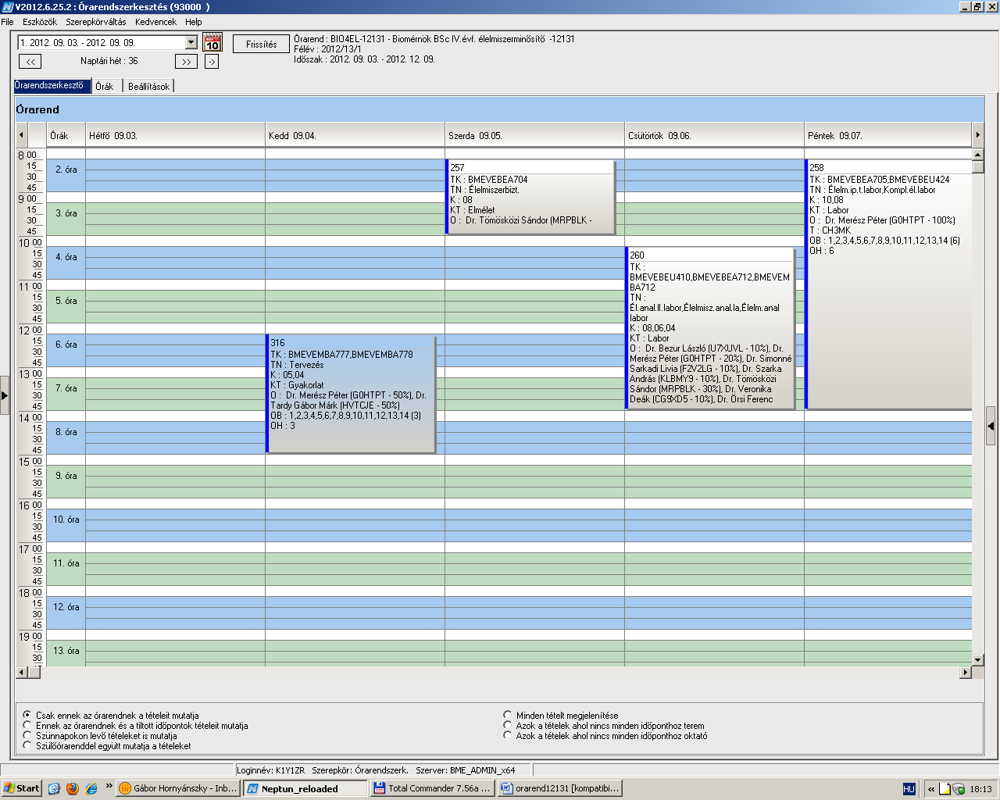 V2012.6.25.2 : Órarendszerkesztés (93000  )
File Eszközök Szerepkörváltás Kedvencek Help
1. 2012. 09. 03. - 2012. 09. 09.
10
Frissítés
Órarend : BIO4EL-12131 - Biomérnök BSc IV.évf. élelmiszerminősítő -12131
Félév : 2012/13/1
Időszak : 2012. 09. 03. - 2012. 12. 09.
<< Naptári hét : 36 >> ->
Órarendszerkesztő Órák Beállítások
Órarend
Órák Hétfő 09.03. Kedd 09.04. Szerda 09.05. Csütörtök 09.06. Péntek 09.07.
8 00
15
30
45
2. óra
9 00
15
30
45
3. óra
10 00
15
30
45
4. óra
11 00
15
30
45
5. óra
12 00
15
30
45
6. óra
13 00
15
30
45
7. óra
14 00
15
30
45
8. óra
15 00
15
30
45
9. óra
16 00
15
30
45
10. óra
17 00
15
30
45
11. óra
18 00
15
30
45
12. óra
19 00
15
30
13. óra
316
TK : BMEVEMBA777,BMEVEMBA778
TN : Tervezés
K : 05,04
KT : Gyakorlat
O : Dr. Merész Péter (G0HTPT - 50%), Dr.
Tardy Gábor Márk (HVTCJE - 50%)
OB : 1,2,3,4,5,6,7,8,9,10,11,12,13,14 (3)
OH : 3
257
TK : BMEVEBEA704
TN : Élelmiszerbizt.
K : 08
KT : Elmélet
O : Dr. Tömösközi Sándor (MRPBLK -
260
TK :
BMEVEBEU410,BMEVEBEA712,BMEVEM
BA712
TN :
Él.anal.II.labor,Élelmisz.anal.la,Élelm.anal
labor
K : 08,06,04
KT : Labor
O : Dr. Bezur László (U7XUVL - 10%), Dr.
Merész Péter (G0HTPT - 20%), Dr. Simonné
Sarkadi Livia (F2V2LG - 10%), Dr. Szarka
András (KLBMY9 - 10%), Dr. Tömösközi
Sándor (MRPBLK - 30%), Dr. Veronika
Deák (CG9XD5 - 10%), Dr. Örsi Ferenc
258
TK : BMEVEBEA705,BMEVEBEU424
TN : Élelm.ip.t.labor,Kompl.él.labor
K : 10,08
KT : Labor
O : Dr. Merész Péter (G0HTPT - 100%)
T : CH3MK
OB : 1,2,3,4,5,6,7,8,9,10,11,12,13,14 (6)
OH : 6
Csak ennek az órarendnek a tételeit mutatja
Ennek az órarendnek és a tiltott időpontok tételeit mutatja
Szünnapokon levő tételeket is mutatja
Szülőórarenddel együtt mutatja a tételeket
Minden tételt megjelenítése
Azok a tételek ahol nincs minden időponthoz terem
Azok a tételek ahol nincs minden időponthoz oktató
Loginnév: K1Y1ZR Szerepkör: Órarendszerk. Szerver: BME_ADMIN_x64
Start » Gábor Hornyánszky - Inb... Neptun_reloaded Total Commander 7.56a ... orarend12131 [kompatibi... HU « 18:13